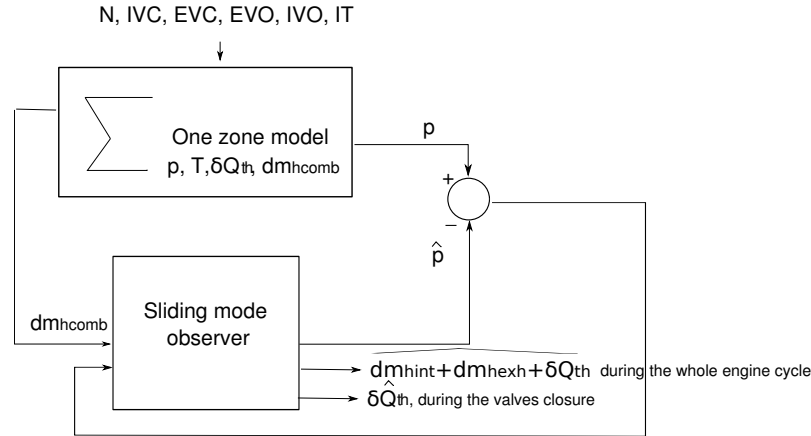 N, IVC, EVC, EVO, IVO, IT
One zone model
p, T,δQth, dmhcomb
p
+
−
p̂
Sliding mode
observer
dmhcomb
dmhint+dmhexh+δQth during the whole engine cycle
δQ̂th, during the valves closure